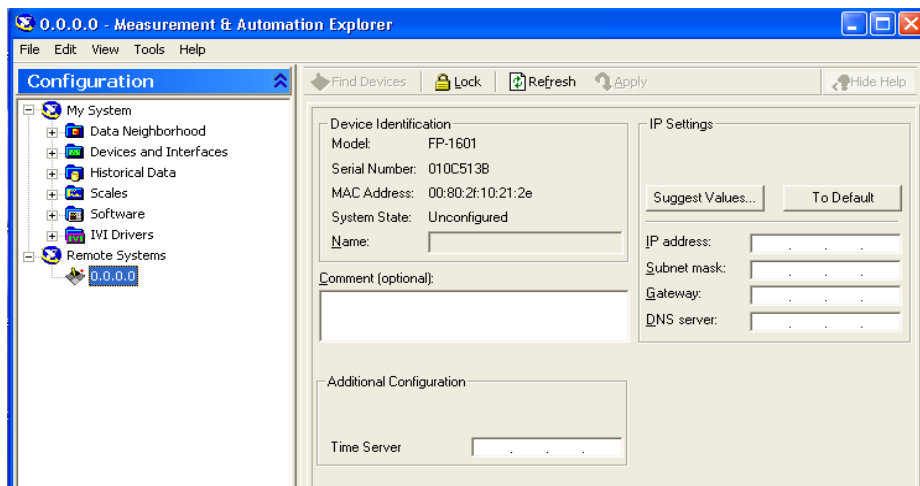 0.0.0.0 - Measurement & Automation Explorer
File Edit View Tools Help
Configuration
Find Devices Lock Refresh Apply Hide Help
My System
Data Neighborhood
Devices and Interfaces
Historical Data
Scales
Software
IVI Drivers
Remote Systems
0.0.0.0
Device Identification
Model: FP-1601
Serial Number: 010C513B
MAC Address: 00:80:2f:10:21:2e
System State: Unconfigured
Name:
Comment (optional):
Additional Configuration
Time Server
IP Settings
Suggest Values... To Default
IP address:
Subnet mask:
Gateway:
DNS server: